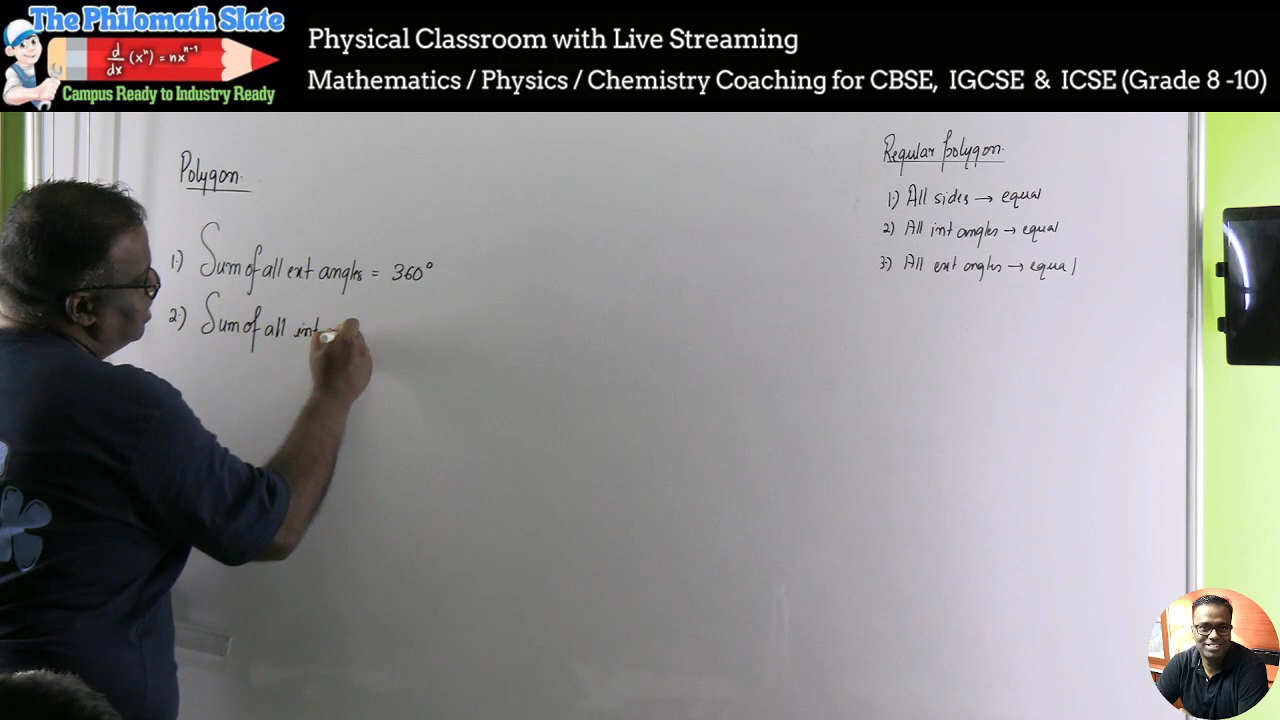 The Philomath Slate
d/dx (xⁿ) = nxⁿ⁻¹
Campus Ready to Industry Ready
Physical Classroom with Live Streaming
Mathematics / Physics / Chemistry Coaching for CBSE, IGCSE & ICSE (Grade 8 -10)
Polygon
1.) Sum of all ext angles = 360°
2.) Sum of all int
Regular polygon
1.) All sides → equal
2) All int angles → equal
3) All ext angles → equal